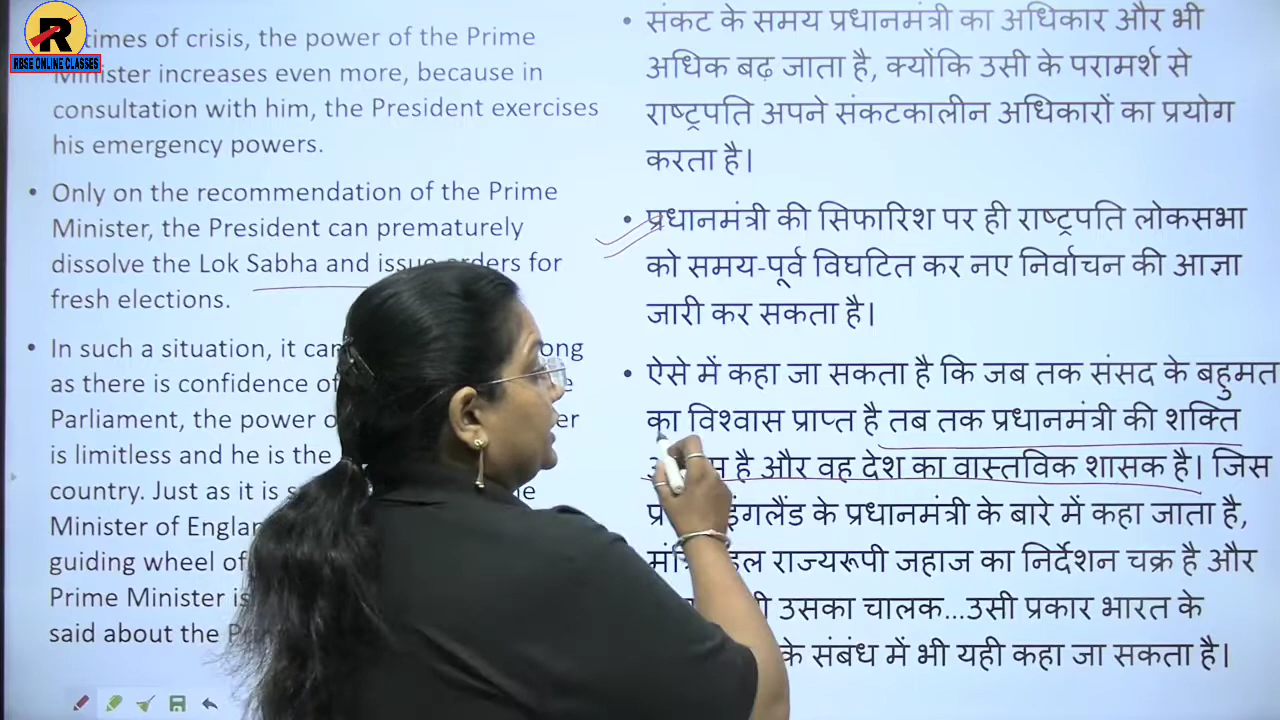 R
RBSE ONLINE CLASSES
times of crisis, the power of the Prime
Minister increases even more, because in
consultation with him, the President exercises
his emergency powers.
• Only on the recommendation of the Prime
Minister, the President can prematurely
dissolve the Lok Sabha and issue orders for
fresh elections.
• In such a situation, it
as there is confidence
Parliament, the power
is limitless and he is the
country. Just as it is
Minister of
guiding wheel of
Prime Minister
said about the
• संकट के समय प्रधानमंत्री का अधिकार और भी
अधिक बढ़ जाता है, क्योंकि उसी के परामर्श से
राष्ट्रपति अपने संकटकालीन अधिकारों का प्रयोग
करता है।
• प्रधानमंत्री की सिफारिश पर ही राष्ट्रपति लोकसभा
को समय-पूर्व विघटित कर नए निर्वाचन की आज्ञा
जारी कर सकता है।
• ऐसे में कहा जा सकता है कि जब तक संसद के बहुमत
का विश्वास प्राप्त है तब तक प्रधानमंत्री की शक्ति
है और वह देश का वास्तविक शासक है। जिस
इंगलैंड के प्रधानमंत्री के बारे में कहा जाता है,
राज्यरूपी जहाज का निर्देशन चक्र है और
उसका चालक...उसी प्रकार भारत के
के संबंध में भी यही कहा जा सकता है।